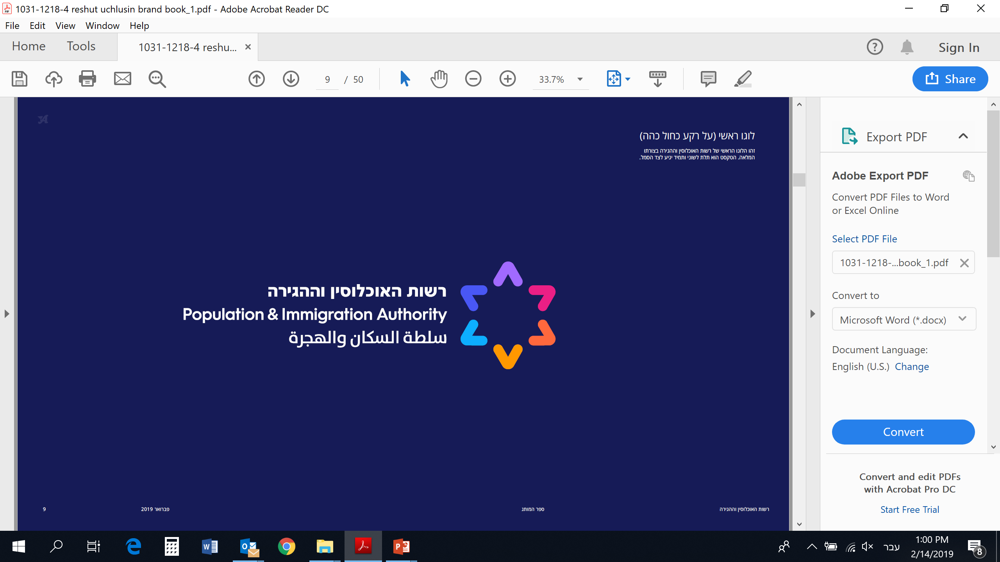 1031-1218-4 reshut uchlusin brand book_1.pdf - Adobe Acrobat Reader DC
File Edit View Window Help
Home Tools 1031-1218-4 reshu... Sign In
9 / 50 33.7% Share
לוגו ראשי (על רקע כחול כהה)
זהו הלוגו הראשי של רשות האוכלוסין וההגירה בצורתו
המלאה. הטקסט הוא תלת לשוני ותמיד יגיע לצד הסמל.
רשות האוכלוסין וההגירה
Population & Immigration Authority
سلطة السكان والهجرة
רשות האוכלוסין וההגירה
ספר המותג
פברואר 2019
9
Export PDF
Adobe Export PDF
Convert PDF Files to Word
or Excel Online
Select PDF File
1031-1218-...book_1.pdf
Convert to
Microsoft Word (*.docx)
Document Language:
English (U.S.) Change
Convert
Convert and edit PDFs
with Acrobat Pro DC
Start Free Trial
עבר
1:00 PM
2/14/2019
8